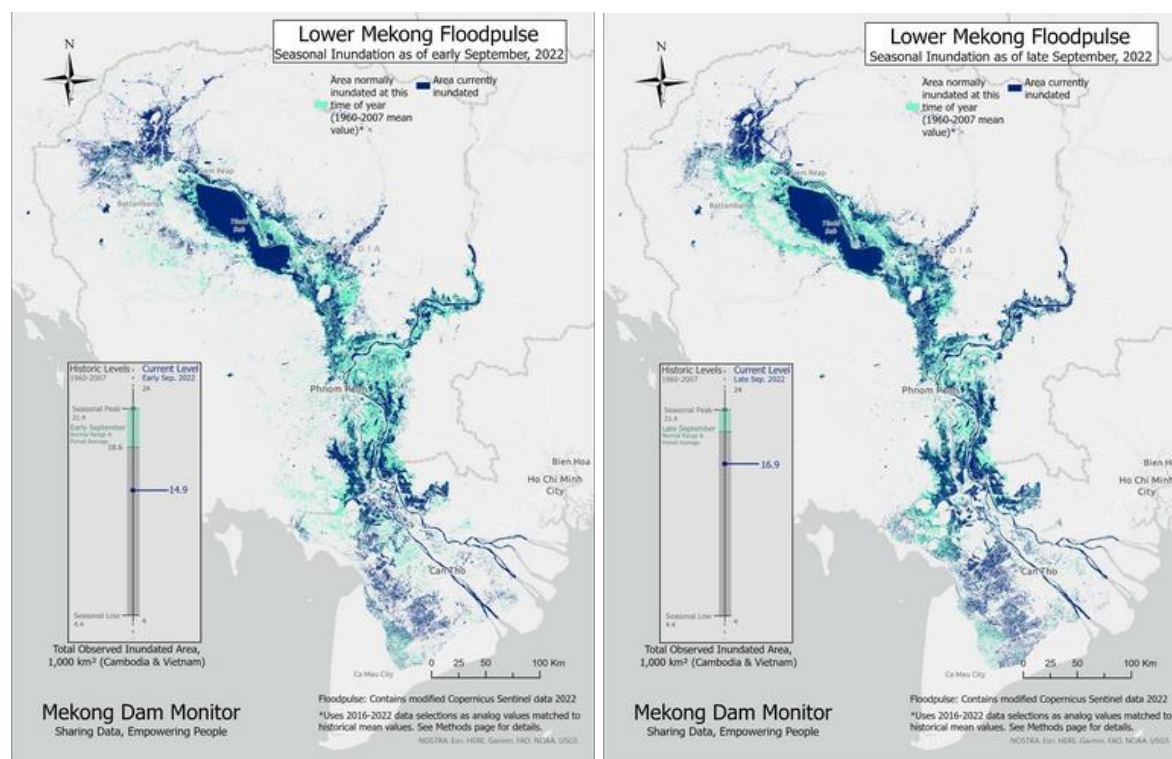 Lower Mekong Floodpulse
Seasonal Inundation as of early September, 2022
N
Area normally
inundated at this
time of year
(1960-2007 mean
value)*
Area currently
inundated
Siem Reap
Battambang
Tonle
Sap
Phnom Penh
Bien Hoa
Ho Chi Minh
City
Can Tho
Ca Mau City
Historic Levels
1960-2007
Current Level
Early Sep. 2022
24
Seasonal Peak
21.4
Early September
Normal Range &
Period Average
18.6
14.9
Seasonal Low
4.4
4
Total Observed Inundated Area,
1,000 km² (Cambodia & Vietnam)
0 25 50 100 Km
Mekong Dam Monitor
Sharing Data, Empowering People
Floodpulse: Contains modified Copernicus Sentinel data 2022
*Uses 2016-2022 data selections as analog values matched to
historical mean values. See Methods page for details.
NOSTRA, Esri, HERE, Garmin, FAO, NOAA, USGS
Lower Mekong Floodpulse
Seasonal Inundation as of late September, 2022
N
Area normally
inundated at this
time of year
(1960-2007 mean
value)*
Area currently
inundated
Siem Reap
Battambang
Tonle
Sap
DIA
Phnom Penh
Bien H
Ho Chi Minh
City
Can Tho
Ca Mau City
Historic Levels
1960-2007
Current Level
Late Sep. 2022
24
Seasonal Peak
21.4
Late September
Normal Range &
Period Average
16.9
Seasonal Low
4.4
4
Total Observed Inundated Area,
1,000 km² (Cambodia & Vietnam)
0 25 50 100 Km
Mekong Dam Monitor
Sharing Data, Empowering People
Floodpulse: Contains modified Copernicus Sentinel data 2022
*Uses 2016-2022 data selections as analog values matched to
historical mean values. See Methods page for details.
NOSTRA, Esri, HERE, Garmin, FAO, NOAA, USGS